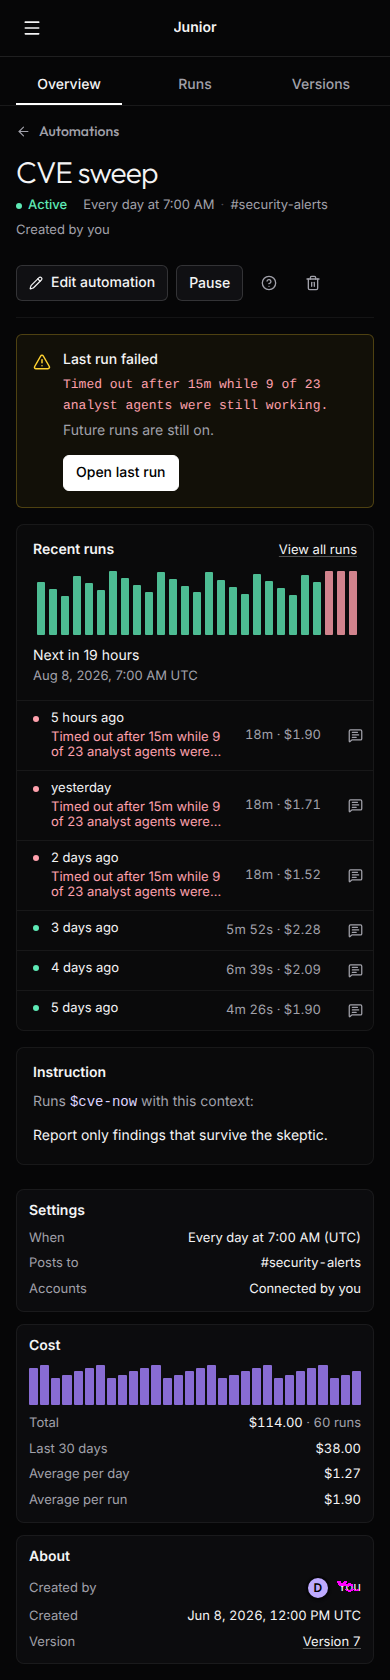 Junior
Overview Runs Versions
← Automations
CVE sweep
Active Every day at 7:00 AM · #security-alerts
Created by you
Edit automation Pause
Last run failed
Timed out after 15m while 9 of 23
analyst agents were still working.
Future runs are still on.
Open last run
Recent runs View all runs
Next in 19 hours
Aug 8, 2026, 7:00 AM UTC
5 hours ago
Timed out after 15m while 9
of 23 analyst agents were...
18m · $1.90
yesterday
Timed out after 15m while 9
of 23 analyst agents were...
18m · $1.71
2 days ago
Timed out after 15m while 9
of 23 analyst agents were...
18m · $1.52
3 days ago 5m 52s · $2.28
4 days ago 6m 39s · $2.09
5 days ago 4m 26s · $1.90
Instruction
Runs $cve-now with this context:
Report only findings that survive the skeptic.
Settings
When Every day at 7:00 AM (UTC)
Posts to #security-alerts
Accounts Connected by you
Cost
Total $114.00 · 60 runs
Last 30 days $38.00
Average per day $1.27
Average per run $1.90
About
Created by D
Created Jun 8, 2026, 12:00 PM UTC
Version Version 7